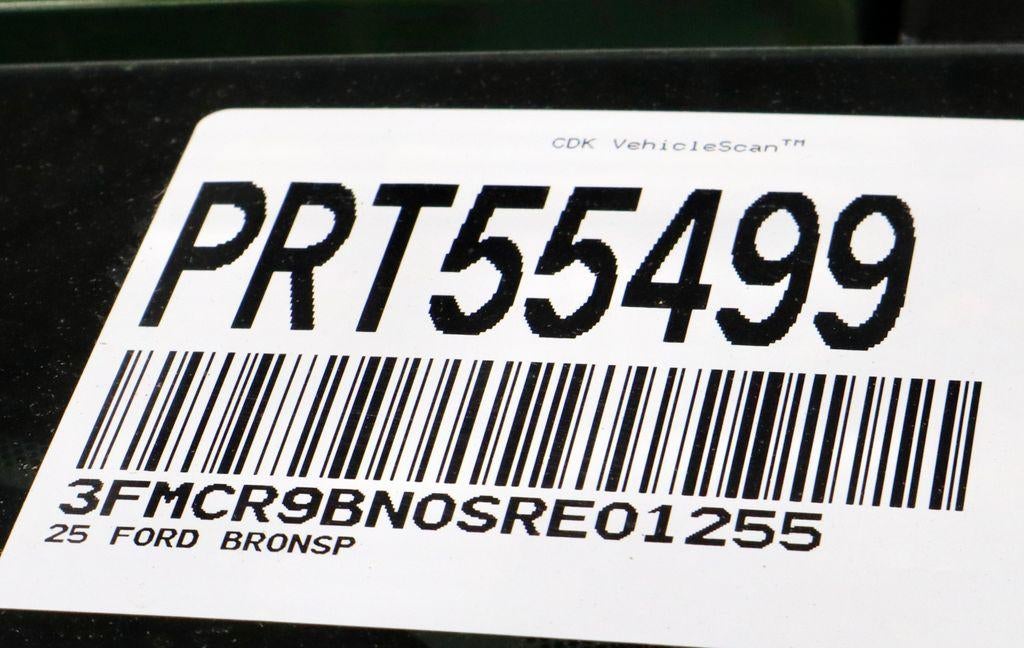 CDK VehicleScan™
PRT55499
3FMCR9BN0SRE01255
25 FORD BRONSP